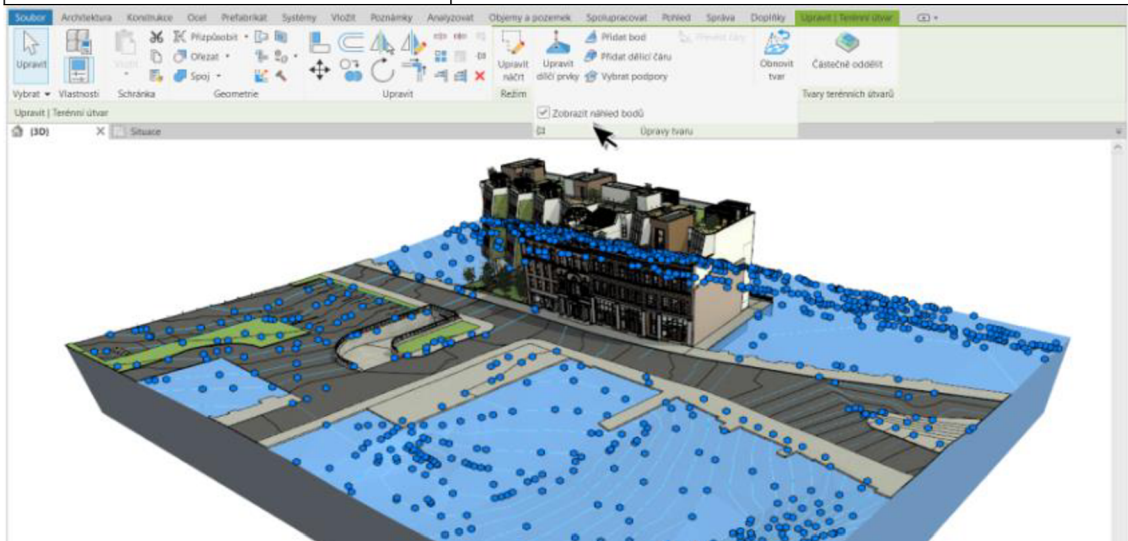 Soubor Architektura Konstrukce Ocel Prefabrikát Systémy Vložit Poznámky Analyzovat Objemy a pozemek Spolupracovat Pohled Správa Doplňky Upravit | Terénní útvar
Přizpůsobit
Přidat bod
Upravit
Vložit
Ořezat
Upravit
Upravit
Přidat dělicí čáru
Obnovit
Částečně oddělit
Spoj
náčrt
dílčí prvky
Vybrat podpory
tvar
Vybrat Vlastnosti Schránka Geometrie Upravit Režim Tvary terénních útvarů
Upravit | Terénní útvar
Zobrazit náhled bodů
{3D} Situace
Úpravy tvaru